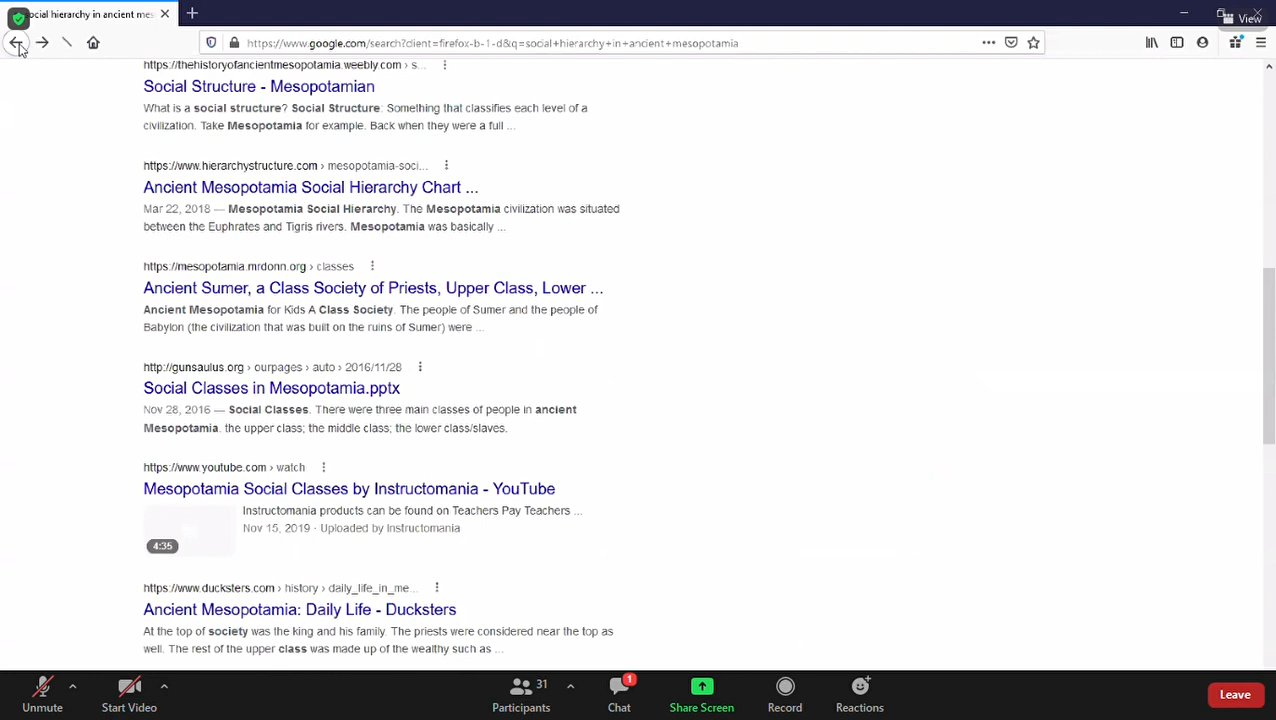 ocial hierarchy in ancient mes
View
https://www.google.com/search?client=firefox-b-1-d&q=social+hierarchy+in+ancient+mesopotamia
https://thehistoryofancientmesopotamia.weebly.com › s...
Social Structure - Mesopotamian
What is a social structure? Social Structure: Something that classifies each level of a
civilization. Take Mesopotamia for example. Back when they were a full ...
https://www.hierarchystructure.com › mesopotamia-soci...
Ancient Mesopotamia Social Hierarchy Chart ...
Mar 22, 2018 — Mesopotamia Social Hierarchy. The Mesopotamia civilization was situated
between the Euphrates and Tigris rivers. Mesopotamia was basically ...
https://mesopotamia.mrdonn.org › classes
Ancient Sumer, a Class Society of Priests, Upper Class, Lower ...
Ancient Mesopotamia for Kids A Class Society. The people of Sumer and the people of
Babylon (the civilization that was built on the ruins of Sumer) were ...
http://gunsaulus.org › ourpages › auto › 2016/11/28
Social Classes in Mesopotamia.pptx
Nov 28, 2016 — Social Classes. There were three main classes of people in ancient
Mesopotamia. the upper class; the middle class; the lower class/slaves.
https://www.youtube.com › watch
Mesopotamia Social Classes by Instructomania - YouTube
Instructomania products can be found on Teachers Pay Teachers ...
Nov 15, 2019 · Uploaded by Instructomania
4:35
https://www.ducksters.com › history › daily_life_in_me...
Ancient Mesopotamia: Daily Life - Ducksters
At the top of society was the king and his family. The priests were considered near the top as
well. The rest of the upper class was made up of the wealthy such as ...
Unmute
Start Video
31
Participants
1
Chat
Share Screen
Record
Reactions
Leave